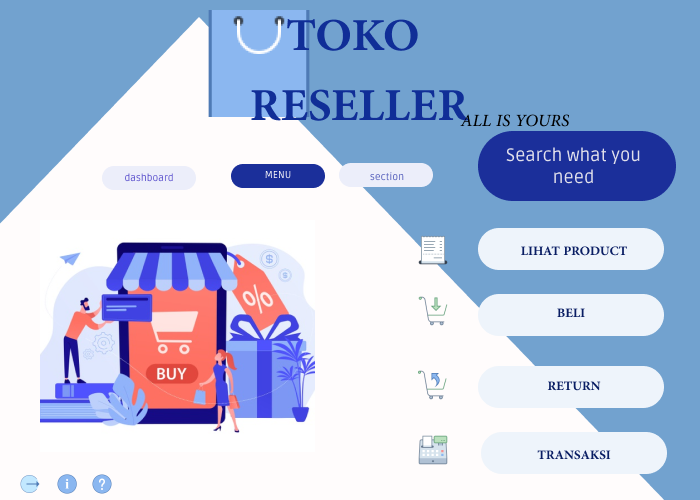 TOKO
RESELLER
ALL IS YOURS
Search what you
need
dashboard
MENU
section
LIHAT PRODUCT
BELI
RETURN
TRANSAKSI
%
$
$
BUY
i
?